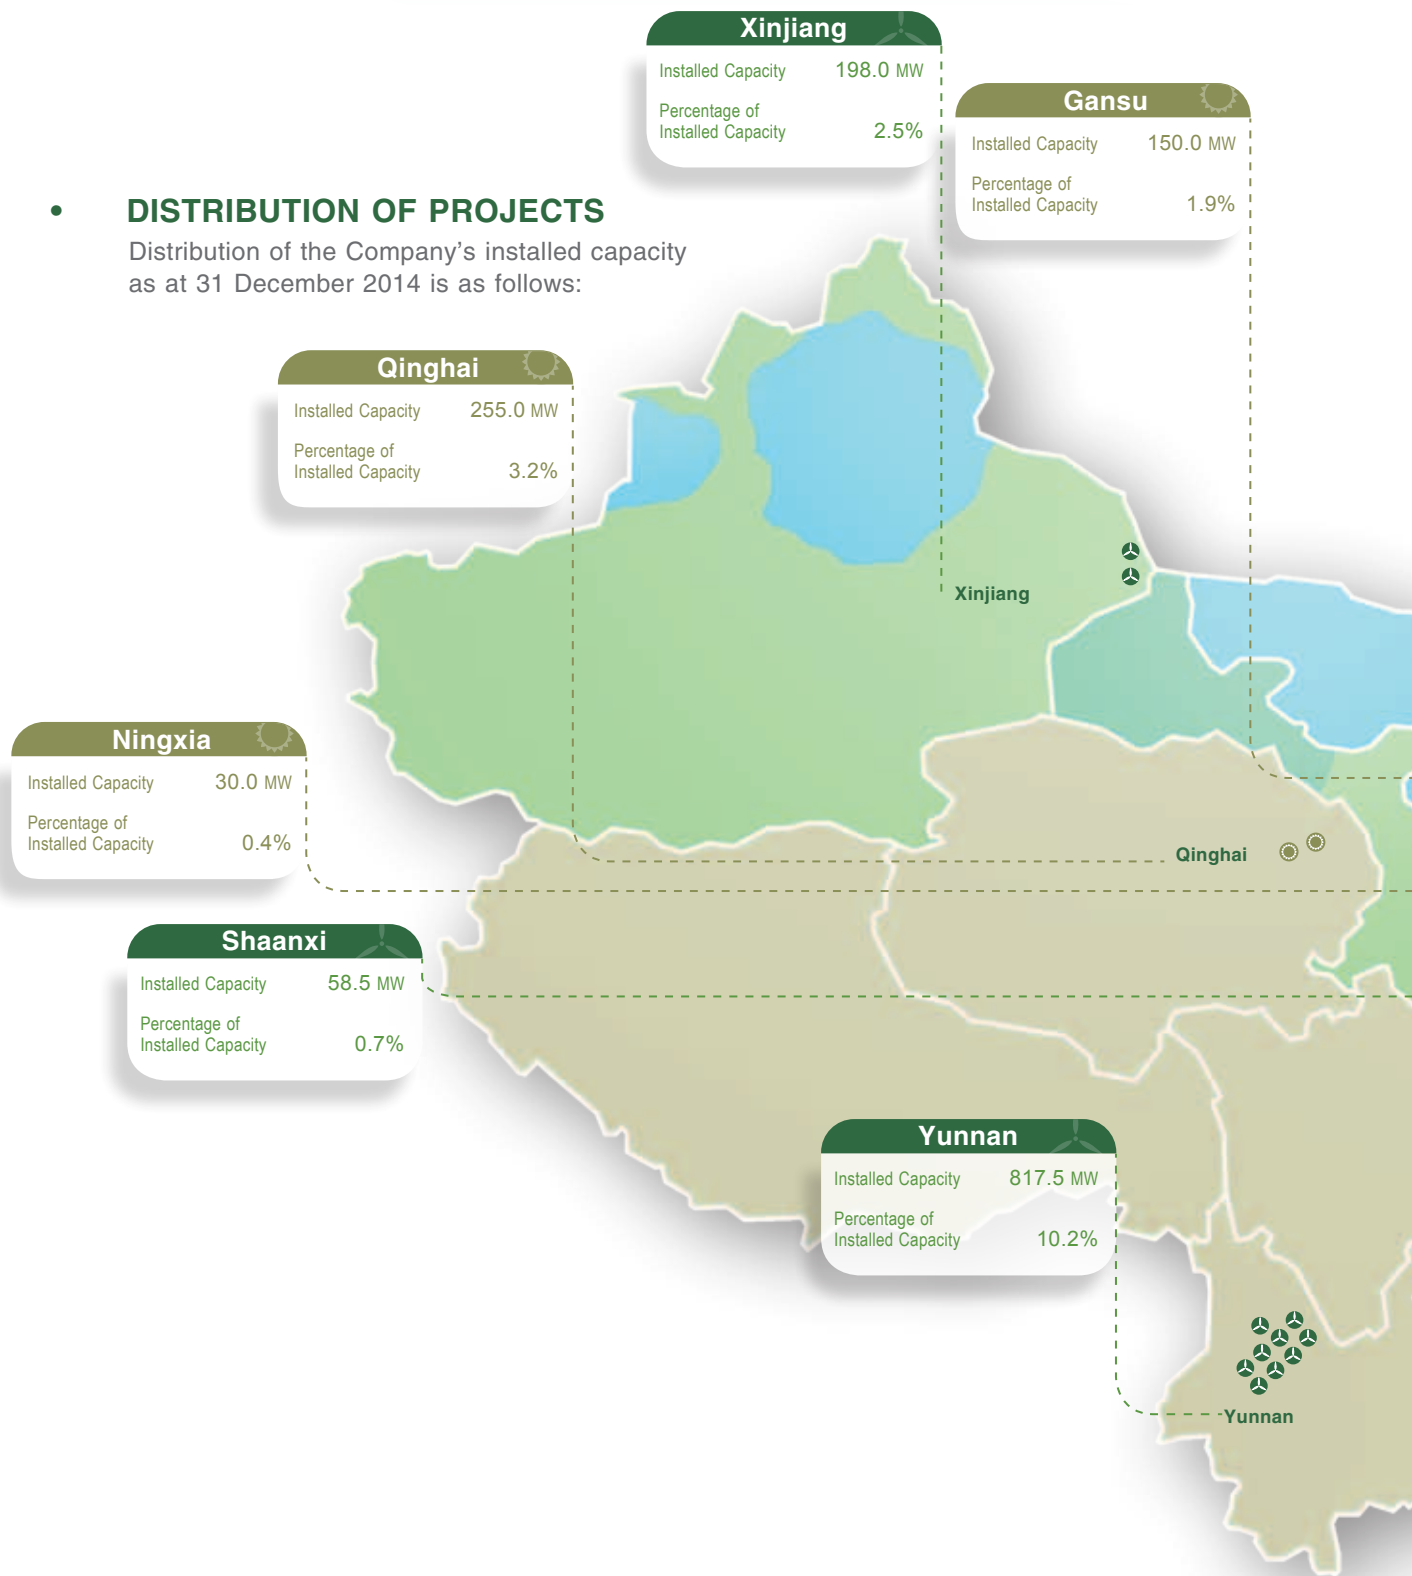 Xinjiang
Installed Capacity 198.0 MW
Percentage of
Installed Capacity 2.5%
Gansu
Installed Capacity 150.0 MW
Percentage of
Installed Capacity 1.9%
• DISTRIBUTION OF PROJECTS
Distribution of the Company's installed capacity
as at 31 December 2014 is as follows:
Qinghai
Installed Capacity 255.0 MW
Percentage of
Installed Capacity 3.2%
Xinjiang
Ningxia
Installed Capacity 30.0 MW
Percentage of
Installed Capacity 0.4%
Qinghai
Shaanxi
Installed Capacity 58.5 MW
Percentage of
Installed Capacity 0.7%
Yunnan
Installed Capacity 817.5 MW
Percentage of
Installed Capacity 10.2%
Yunnan